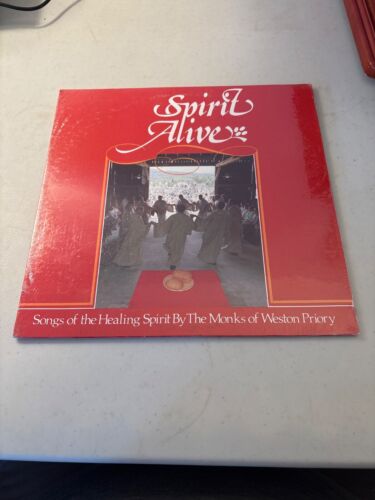 Spirit
Alive
Songs of the Healing Spirit By The Monks of Weston Priory